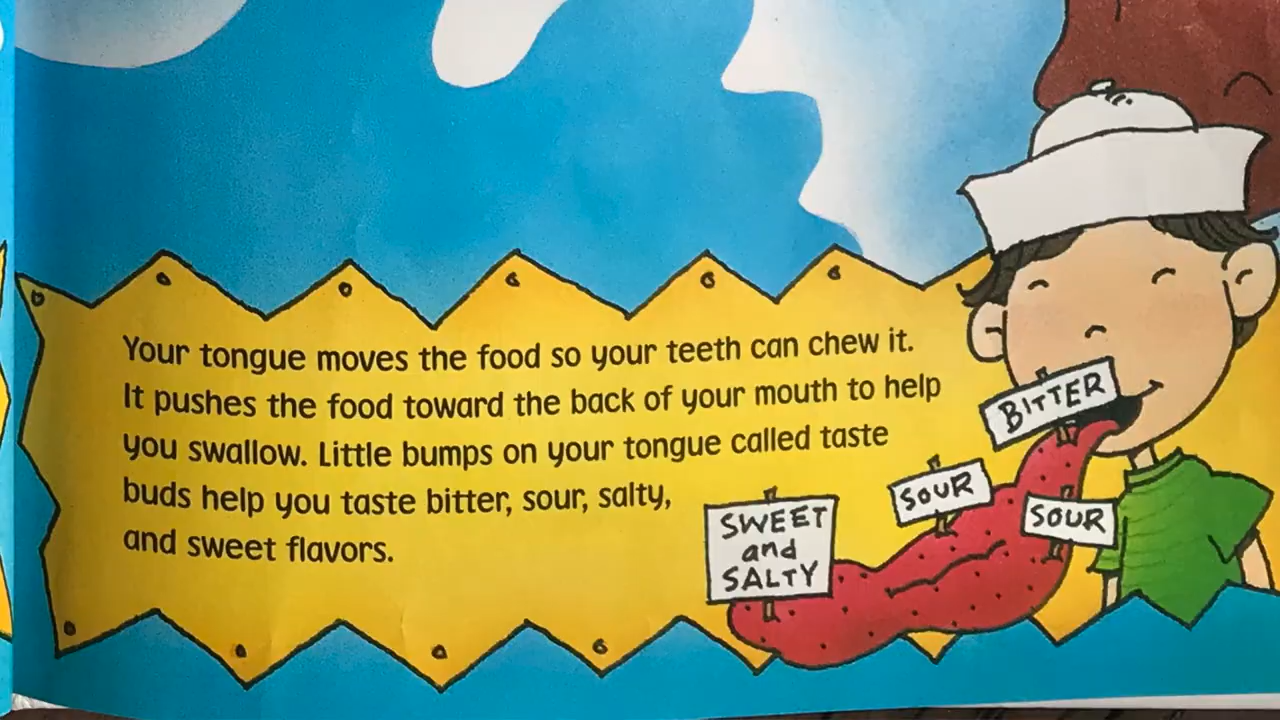 Your tongue moves the food so your teeth can chew it.
It pushes the food toward the back of your mouth to help
you swallow. Little bumps on your tongue called taste
buds help you taste bitter, sour, salty,
and sweet flavors.
BITTER
SOUR
SOUR
SWEET
and
SALTY